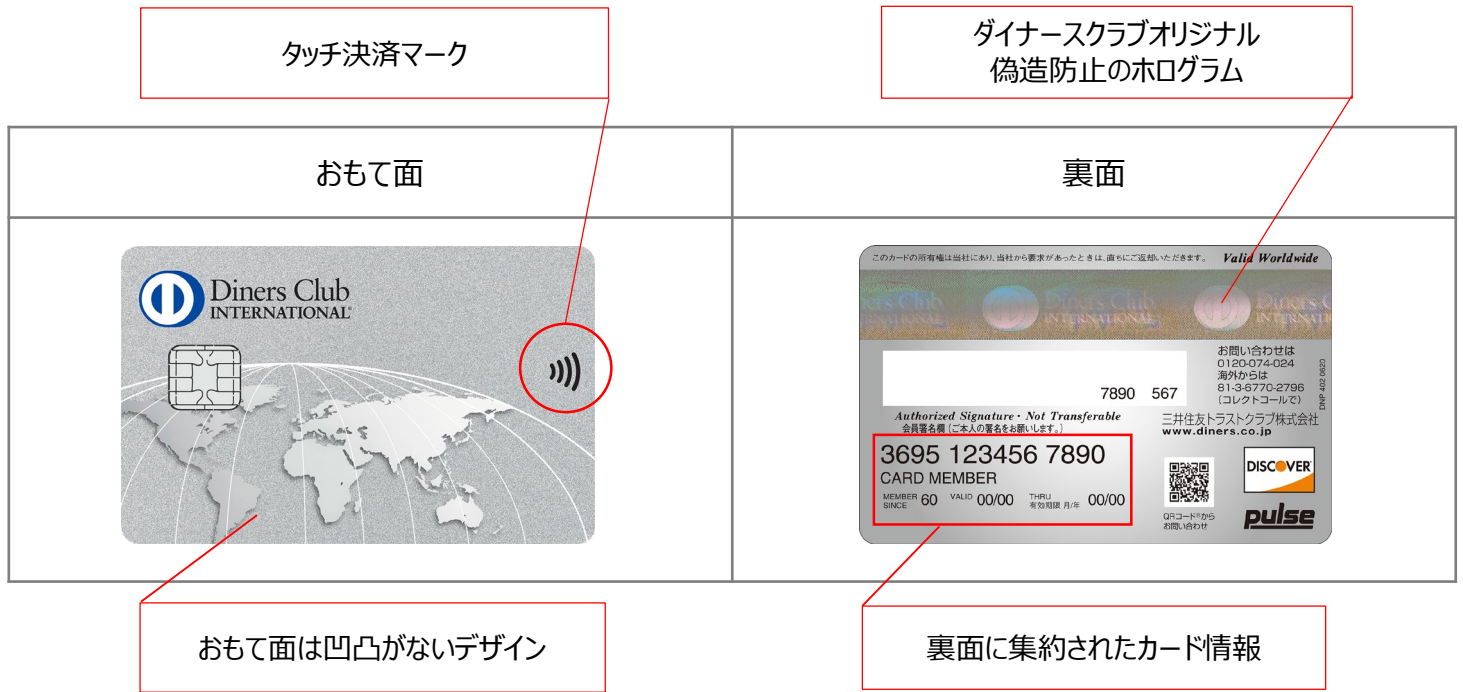 タッチ決済マーク
ダイナースクラブオリジナル
偽造防止のホログラム
おもて面
裏面
Diners Club
INTERNATIONAL®
このカードの所有権は当社にあり、当社から要求があったときは、直ちにご返却いただきます。 Valid Worldwide
ers Club Diners Club Diners C
INTERNATIONAL
お問い合わせは
0120-074-024
海外からは
81-3-6770-2796
(コレクトコールで)
DNP 402 0620
7890 567
Authorized Signature・Not Transferable
会員署名欄(ご本人の署名をお願いします。)
三井住友トラストクラブ株式会社
www.diners.co.jp
3695 123456 7890
CARD MEMBER
MEMBER SINCE 60 VALID 00/00 THRU 有効期限 月/年 00/00
QRコード®から
お問い合わせ
DISCOVER
pulse
おもて面は凹凸がないデザイン
裏面に集約されたカード情報